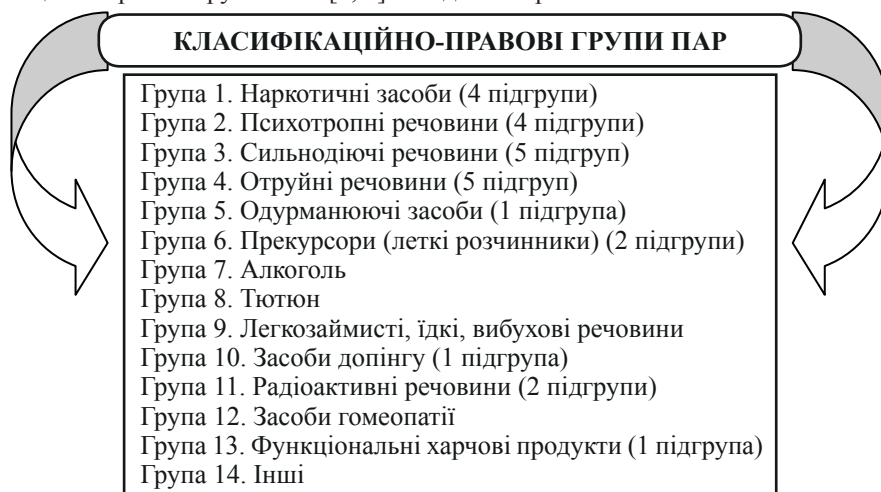 КЛАСИФІКАЦІЙНО-ПРАВОВІ ГРУПИ ПАР
Група 1. Наркотичні засоби (4 підгрупи)
Група 2. Психотропні речовини (4 підгрупи)
Група 3. Сильнодіючі речовини (5 підгруп)
Група 4. Отруйні речовини (5 підгруп)
Група 5. Одурманюючі засоби (1 підгрупа)
Група 6. Прекурсори (леткі розчинники) (2 підгрупи)
Група 7. Алкоголь
Група 8. Тютюн
Група 9. Легкозаймисті, їдкі, вибухові речовини
Група 10. Засоби допінгу (1 підгрупа)
Група 11. Радіоактивні речовини (2 підгрупи)
Група 12. Засоби гомеопатії
Група 13. Функціональні харчові продукти (1 підгрупа)
Група 14. Інші